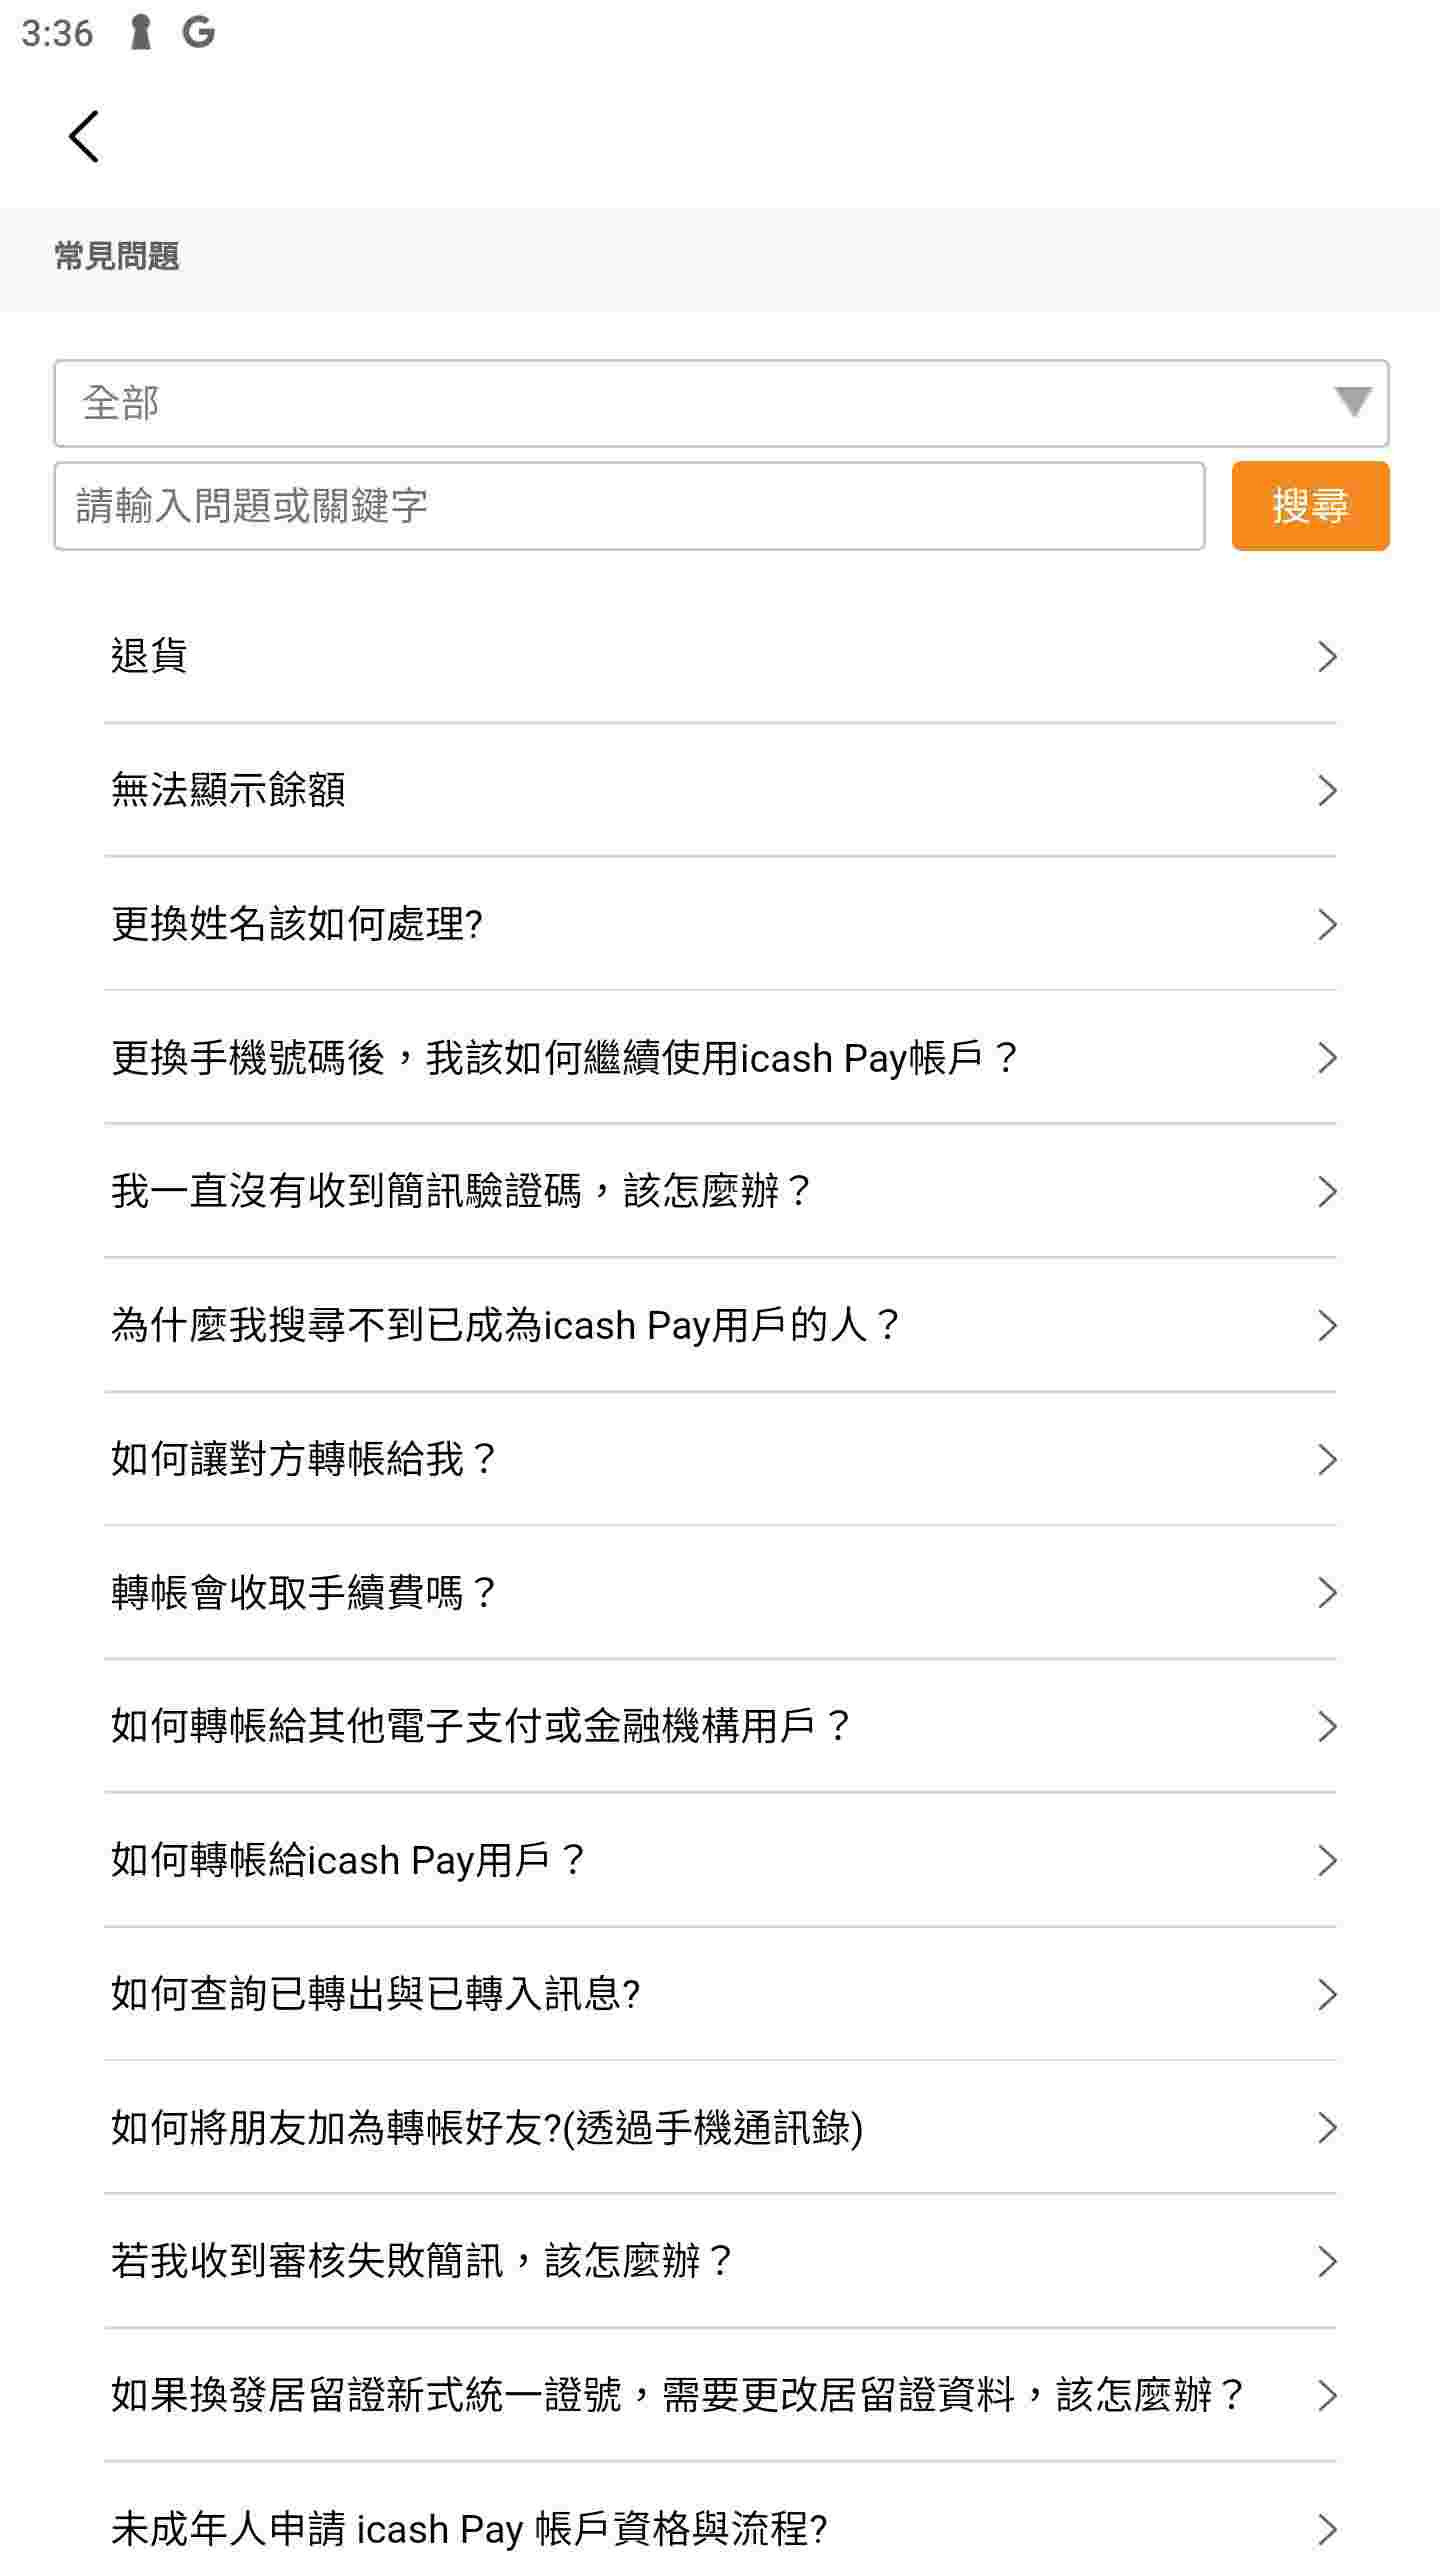 3:36
常見問題
全部
請輸入問題或關鍵字
搜尋
退貨
無法顯示餘額
更換姓名該如何處理?
更換手機號碼後，我該如何繼續使用icash Pay帳戶？
我一直沒有收到簡訊驗證碼，該怎麼辦？
為什麼我搜尋不到已成為icash Pay用戶的人？
如何讓對方轉帳給我？
轉帳會收取手續費嗎？
如何轉帳給其他電子支付或金融機構用戶？
如何轉帳給icash Pay用戶？
如何查詢已轉出與已轉入訊息?
如何將朋友加為轉帳好友?(透過手機通訊錄)
若我收到審核失敗簡訊，該怎麼辦？
如果換發居留證新式統一證號，需要更改居留證資料，該怎麼辦？
未成年人申請 icash Pay 帳戶資格與流程?